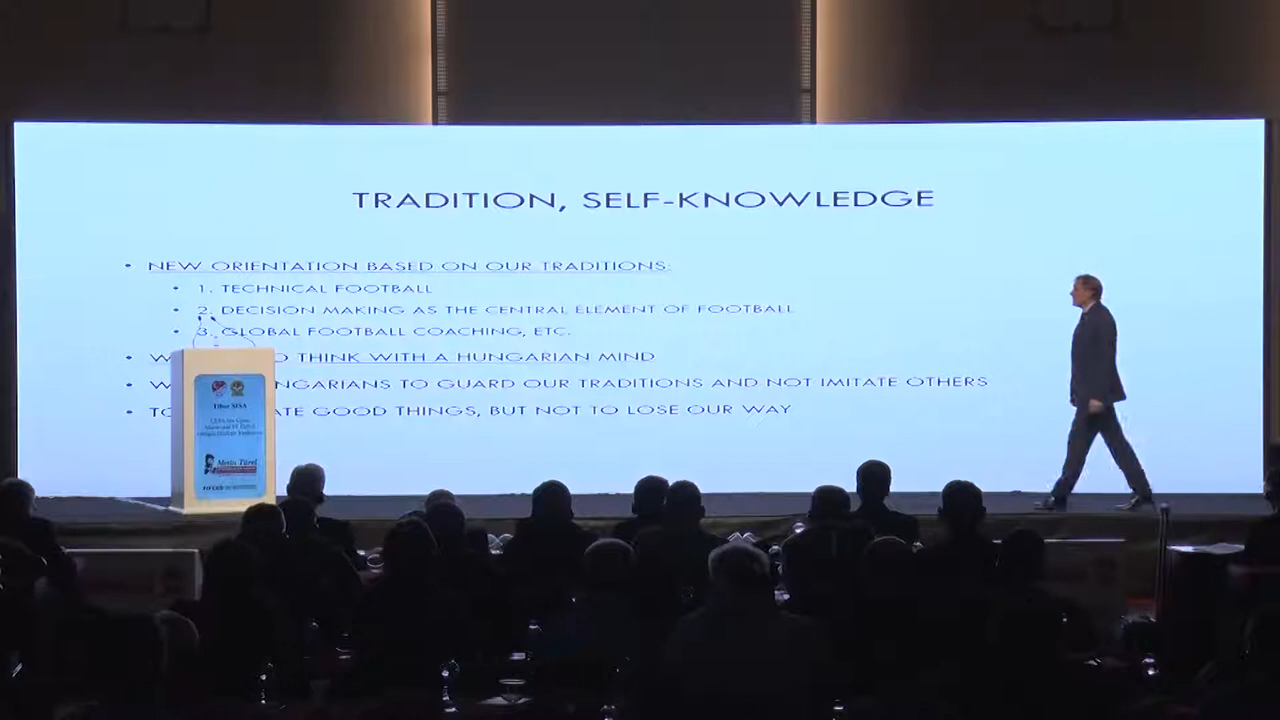 TRADITION, SELF-KNOWLEDGE
• NEW ORIENTATION BASED ON OUR TRADITIONS:
• 1. TECHNICAL FOOTBALL
• 2. DECISION MAKING AS THE CENTRAL ELEMENT OF FOOTBALL
• 3. GLOBAL FOOTBALL COACHING, ETC.
• THINK WITH A HUNGARIAN MIND
• NGARIANS TO GUARD OUR TRADITIONS AND NOT IMITATE OTHERS
• GOOD THINGS, BUT NOT TO LOSE OUR WAY
Tibor SISA
Metin Türel